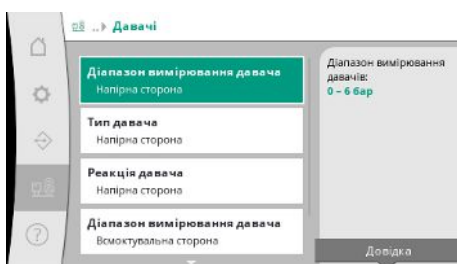 ..▸ Давачі
Діапазон вимірювання давача
Напірна сторона
Тип давача
Напірна сторона
Реакція давача
Напірна сторона
Діапазон вимірювання давача
Всмоктувальна сторона
Діапазон вимірювання
давачів:
0 – 6 бар
Довідка
?